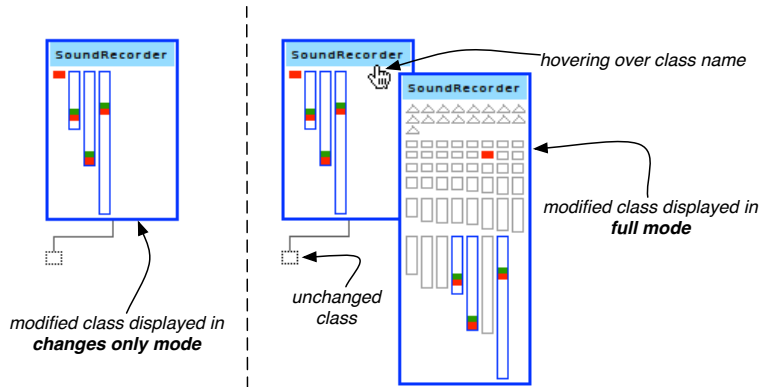 SoundRecorder
modified class displayed in
changes only mode
SoundRecorder
hovering over class name
SoundRecorder
modified class displayed in
full mode
unchanged
class